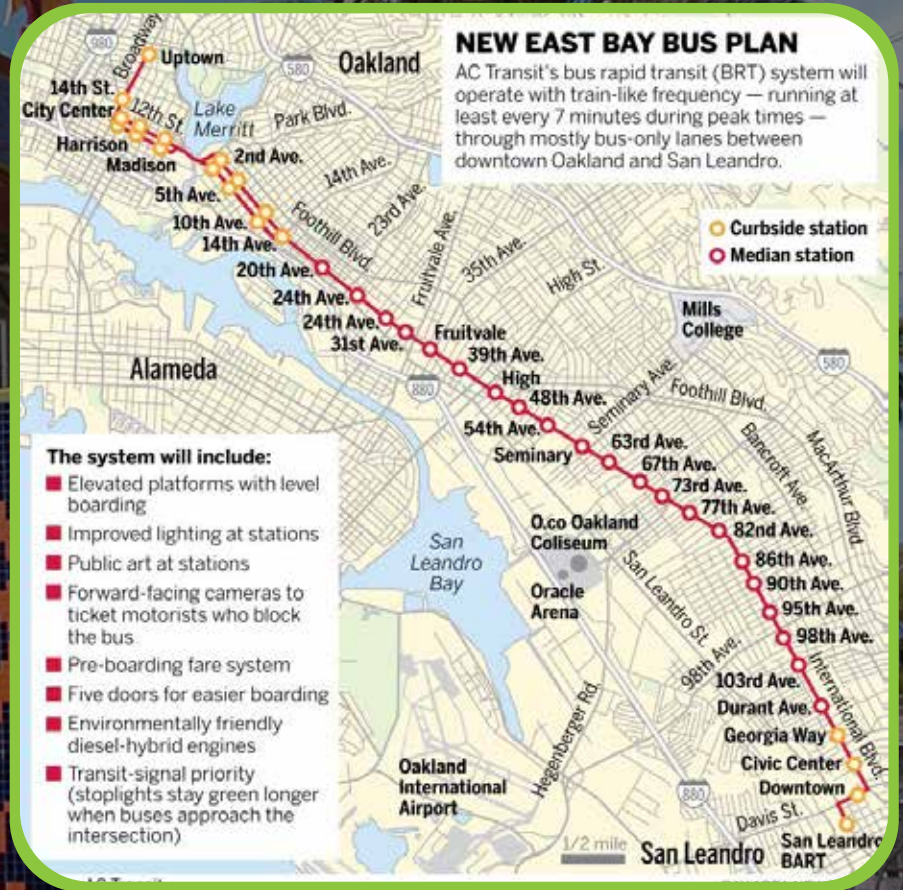 NEW EAST BAY BUS PLAN
AC Transit's bus rapid transit (BRT) system will
operate with train-like frequency — running at
least every 7 minutes during peak times —
through mostly bus-only lanes between
downtown Oakland and San Leandro.
Curbside station
Median station
980
Broadway
Uptown
580
Oakland
14th St.
City Center
12th St.
Lake
Merritt
Park Blvd.
Harrison
Madison
2nd Ave.
14th Ave.
5th Ave.
23rd Ave.
10th Ave.
Foothill Blvd.
14th Ave.
Fruitvale Ave.
35th Ave.
20th Ave.
High St.
24th Ave.
24th Ave.
31st Ave.
Fruitvale
Mills
College
39th Ave.
Alameda
880
High
580
48th Ave.
Seminary Ave.
Foothill Blvd.
54th Ave.
Seminary
63rd Ave.
Bancroft Ave.
MacArthur Blvd.
67th Ave.
73rd Ave.
77th Ave.
82nd Ave.
O.co Oakland
Coliseum
San
Leandro
Bay
Oracle
Arena
San Leandro St.
86th Ave.
90th Ave.
95th Ave.
98th Ave.
98th Ave.
103rd Ave.
International Blvd.
Durant Ave.
Hegenberger Rd.
Georgia Way
Civic Center
Oakland
International
Airport
880
Downtown
Davis St.
1/2 mile
San Leandro
San Leandro
BART
The system will include:
Elevated platforms with level
boarding
Improved lighting at stations
Public art at stations
Forward-facing cameras to
ticket motorists who block
the bus
Pre-boarding fare system
Five doors for easier boarding
Environmentally friendly
diesel-hybrid engines
Transit-signal priority
(stoplights stay green longer
when buses approach the
intersection)